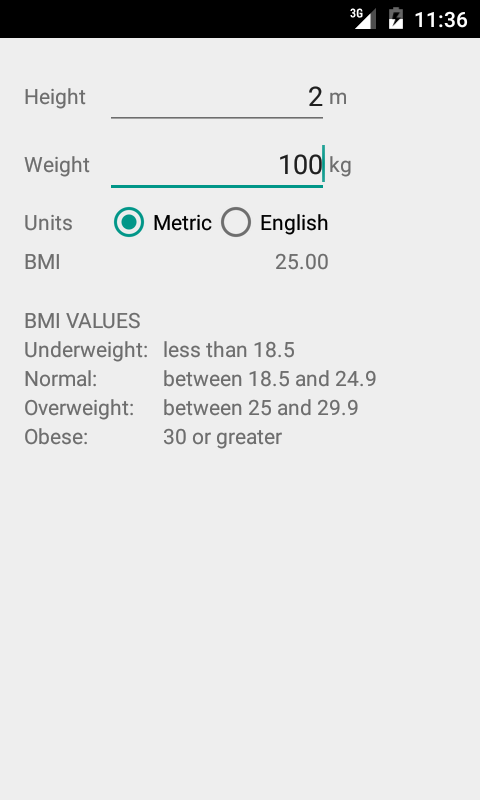 3G 11:36
Height 2 m
Weight 100 kg
Units Metric English
BMI 25.00
BMI VALUES
Underweight: less than 18.5
Normal: between 18.5 and 24.9
Overweight: between 25 and 29.9
Obese: 30 or greater